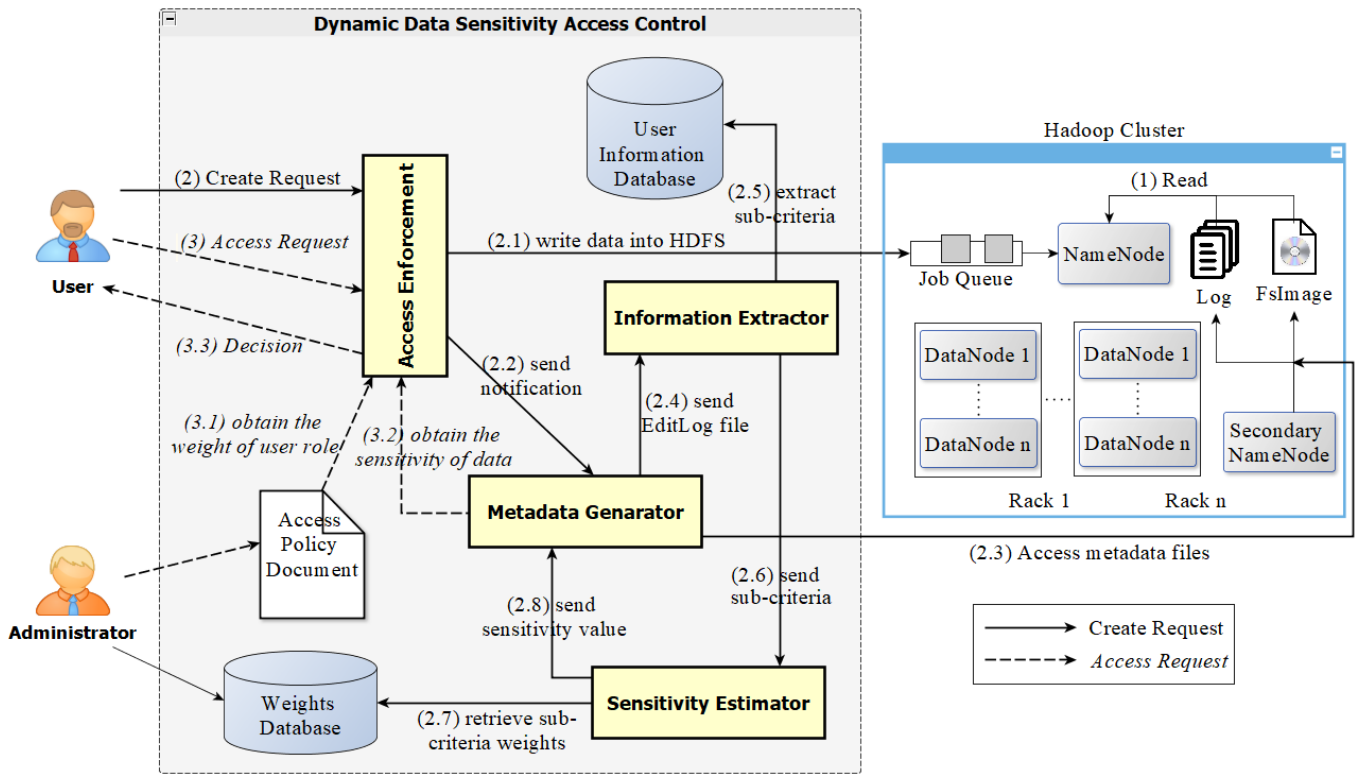 Dynamic Data Sensitivity Access Control
User
Information
Database
Hadoop Cluster
(2) Create Request
(1) Read
(2.5) extract
sub-criteria
Access Enforcement
(3) Access Request
(2.1) write data into HDFS
NameNode
Job Queue
Log
FsImage
User
Information Extractor
(3.3) Decision
(2.2) send
notification
DataNode 1
DataNode 1
(2.4) send
EditLog file
(3.1) obtain the
weight of user role
(3.2) obtain the
sensitivity of data
DataNode n
DataNode n
Secondary
NameNode
Rack 1
Rack n
Metadata Genarator
Access
Policy
Document
(2.3) Access metadata files
(2.6) send
sub-criteria
(2.8) send
sensitivity value
Administrator
Create Request
Access Request
Weights
Database
Sensitivity Estimator
(2.7) retrieve sub-
criteria weights